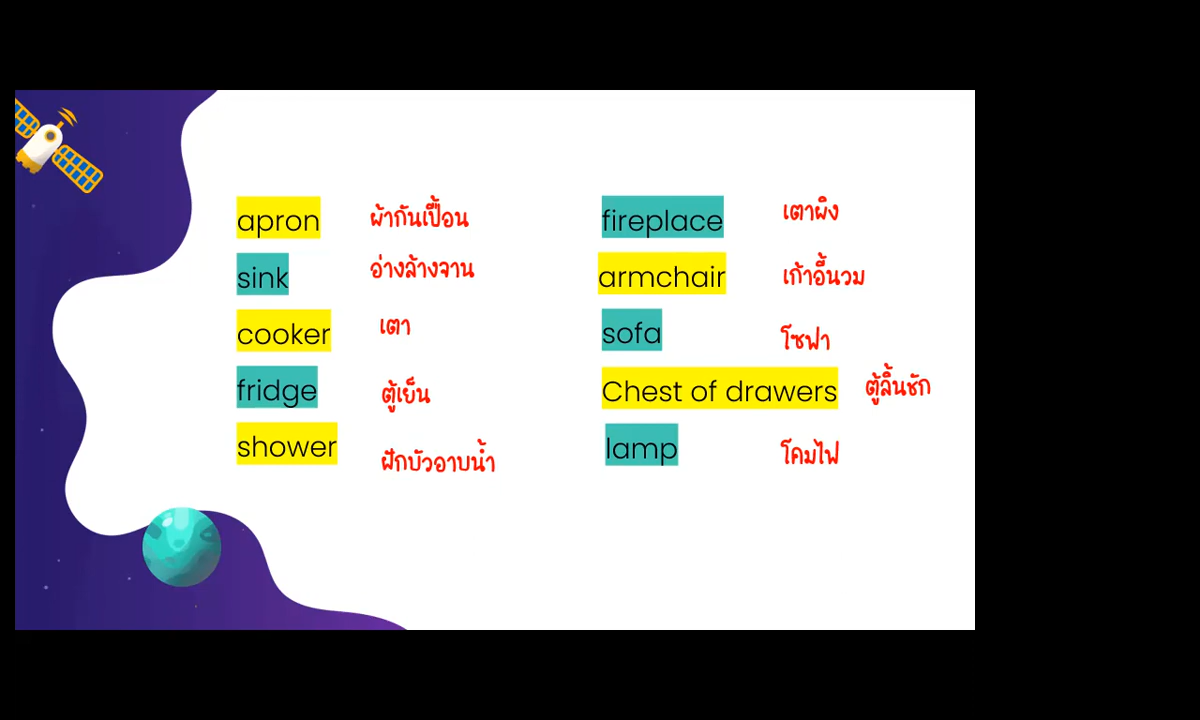 apron ผ้ากันเปื้อน
sink อ่างล้างจาน
cooker เตา
fridge ตู้เย็น
shower ฝักบัวอาบน้ำ
fireplace เตาผิง
armchair เก้าอี้นวม
sofa โซฟา
Chest of drawers ตู้ลิ้นชัก
lamp โคมไฟ